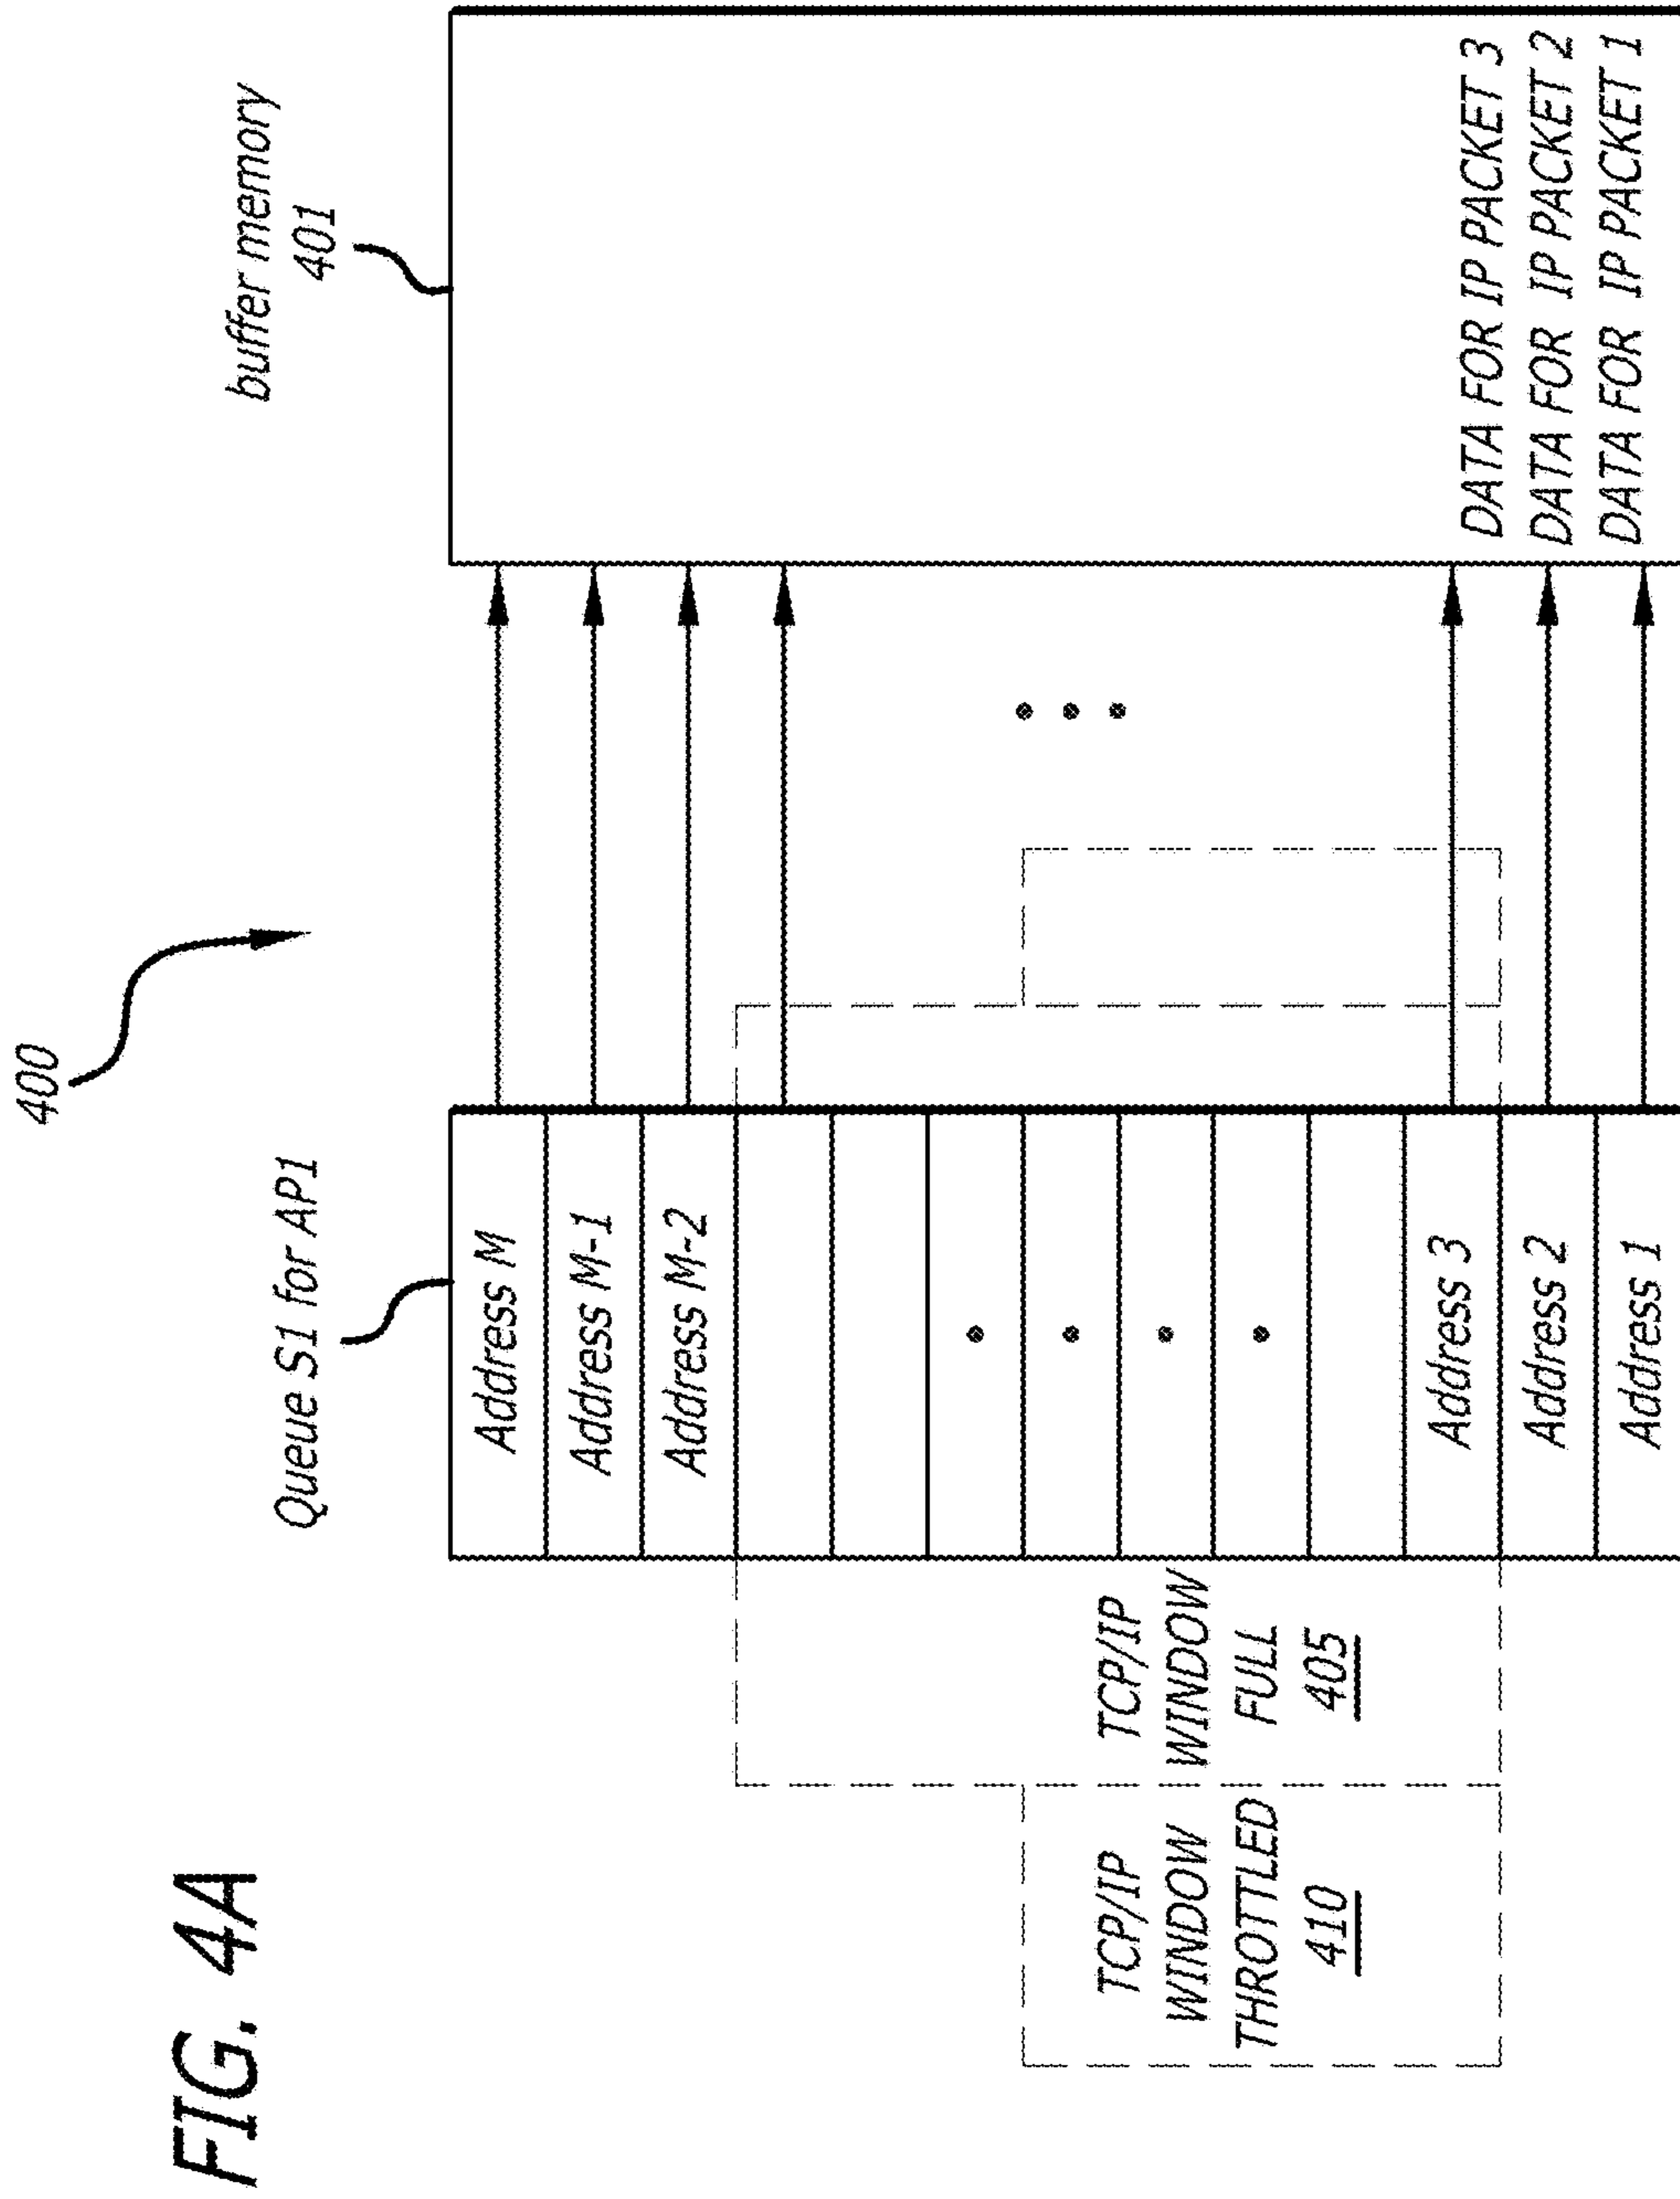 FIG. 4A
400
Queue S1 for AP1
buffer memory
401
Address M
Address M-1
Address M-2
Address 3
Address 2
Address 1
TCP/IP
WINDOW
FULL
405
TCP/IP
WINDOW
THROTTLED
410
DATA FOR IP PACKET 3
DATA FOR IP PACKET 2
DATA FOR IP PACKET 1